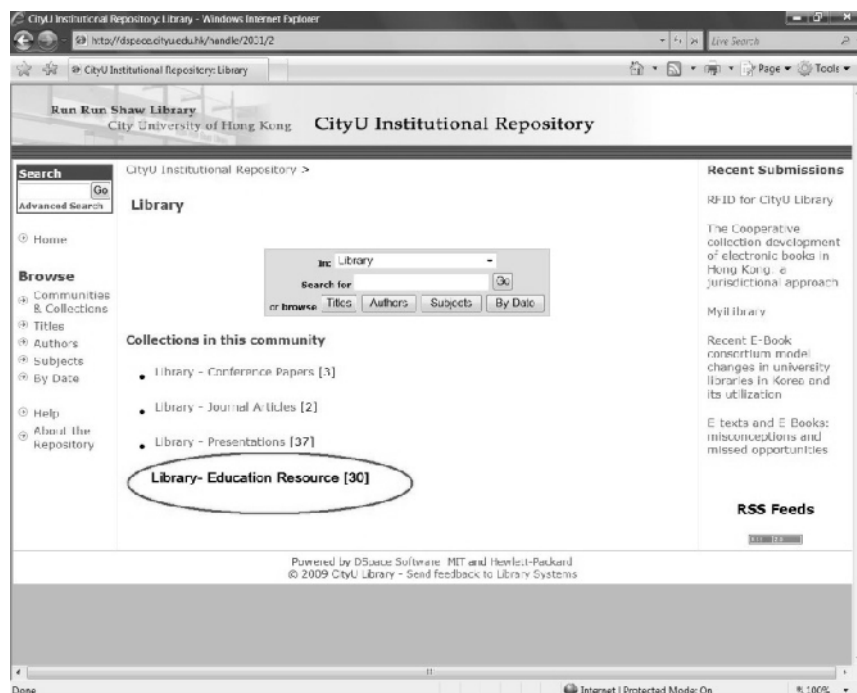 CityU Institutional Repository: Library - Windows Internet Explorer
http://dspace.cityu.edu.hk/handle/2031/2
Live Search
CityU Institutional Repository: Library
Page
Tools
Run Run Shaw Library
City University of Hong Kong
CityU Institutional Repository
Search
Go
Advanced Search
Home
Browse
Communities
& Collections
Titles
Authors
Subjects
By Date
Help
About the
Repository
CityU Institutional Repository >
Library
In: Library
Search for
Go
or browse Titles Authors Subjects By Date
Collections in this community
Library - Conference Papers [3]
Library - Journal Articles [2]
Library - Presentations [37]
Library- Education Resource [30]
Recent Submissions
RFID for CityU Library
The Cooperative
collection development
of electronic books in
Hong Kong: a
jurisdictional approach
MyiLibrary
Recent E-Book
consortium model
changes in university
libraries in Korea and
its utilization
E texts and E Books:
misconceptions and
missed opportunities
RSS Feeds
Powered by DSpace Software MIT and Hewlett-Packard
© 2009 CityU Library - Send feedback to Library Systems
Done
Internet | Protected Mode: On
100%